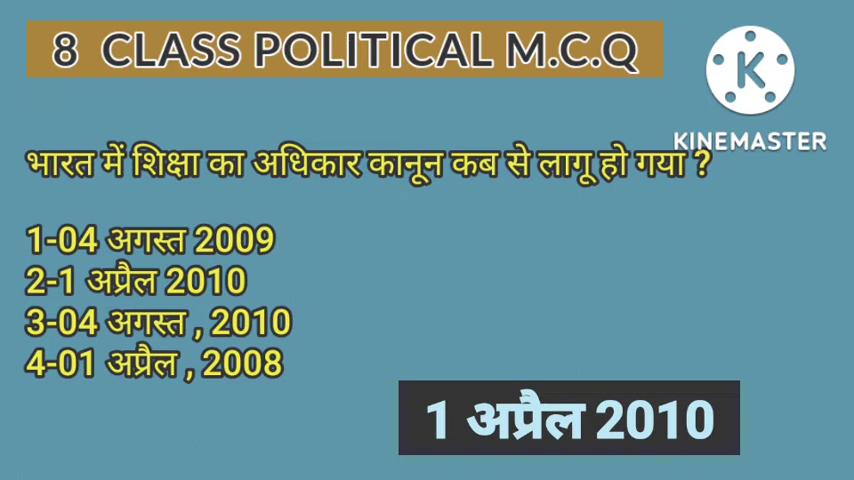 8 CLASS POLITICAL M.C.Q
KINEMASTER
भारत में शिक्षा का अधिकार कानून कब से लागू हो गया ?
1-04 अगस्त 2009
2-1 अप्रैल 2010
3-04 अगस्त , 2010
4-01 अप्रैल , 2008
1 अप्रैल 2010